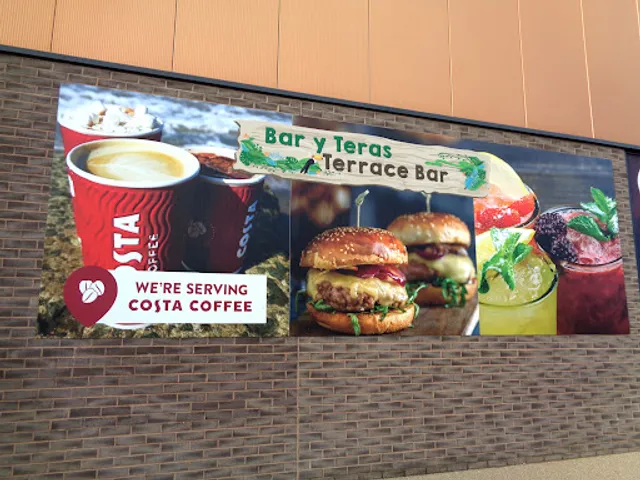 Bar y Teras
Terrace Bar
COSTA
COFFEE
COSTA
WE'RE SERVING
COSTA COFFEE